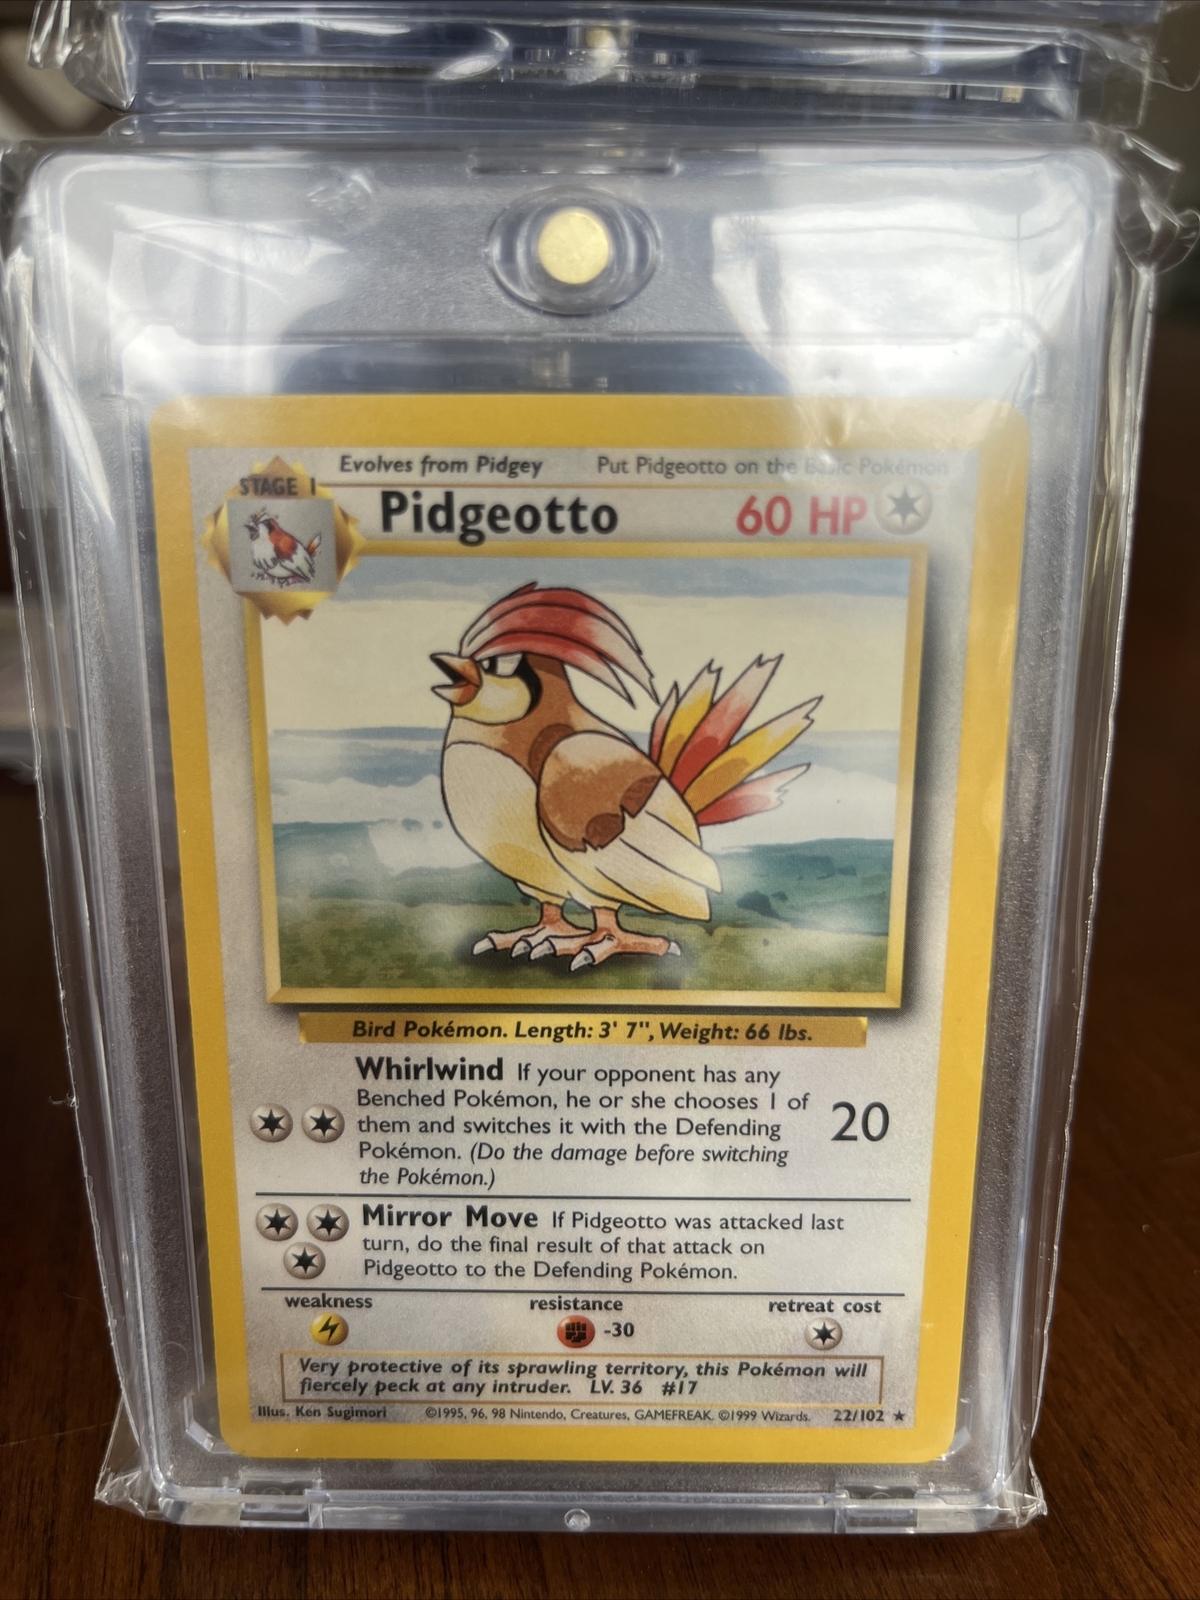 Evolves from Pidgey Put Pidgeotto on the Basic Pokémon
STAGE 1
Pidgeotto 60 HP
Bird Pokémon. Length: 3' 7", Weight: 66 lbs.
Whirlwind If your opponent has any
Benched Pokémon, he or she chooses 1 of
them and switches it with the Defending
Pokémon. (Do the damage before switching
the Pokémon.)
20
Mirror Move If Pidgeotto was attacked last
turn, do the final result of that attack on
Pidgeotto to the Defending Pokémon.
weakness resistance retreat cost
-30
Very protective of its sprawling territory, this Pokémon will
fiercely peck at any intruder. LV. 36 #17
Illus. Ken Sugimori ©1995, 96, 98 Nintendo, Creatures, GAMEFREAK. ©1999 Wizards. 22/102 ★